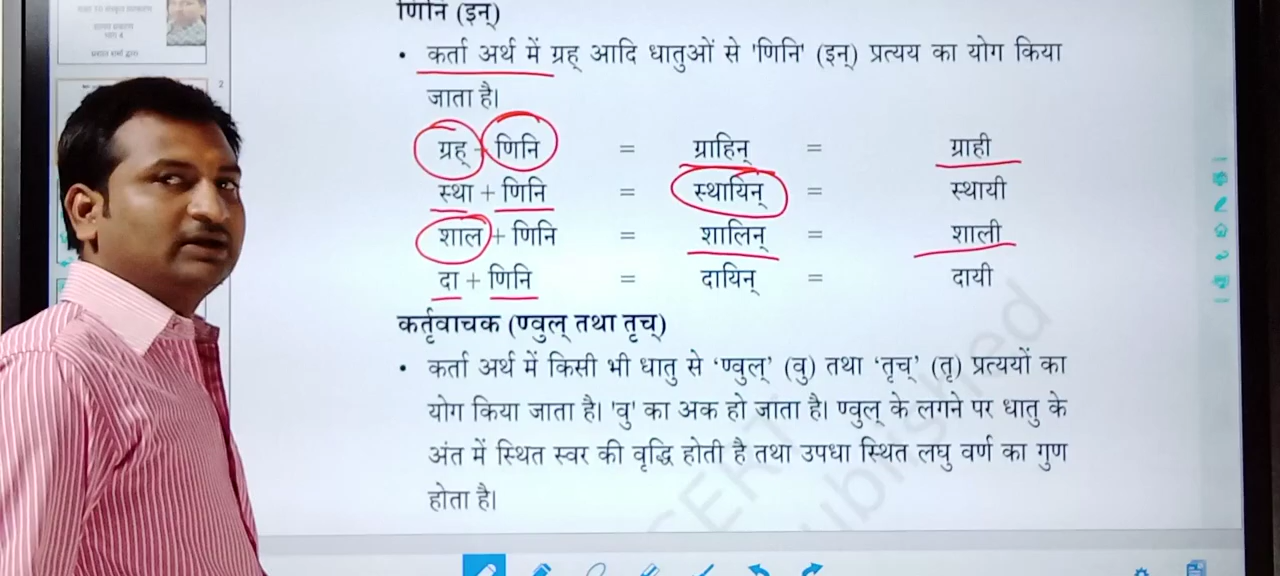 णिनि (इन्)
• कर्ता अर्थ में ग्रह् आदि धातुओं से 'णिनि' (इन्) प्रत्यय का योग किया
जाता है।
ग्रह् + णिनि = ग्राहिन् = ग्राही
स्था + णिनि = स्थायिन् = स्थायी
शाल + णिनि = शालिन् = शाली
दा + णिनि = दायिन् = दायी
कर्तृवाचक (ण्वुल् तथा तृच्)
• कर्ता अर्थ में किसी भी धातु से ‘ण्वुल्’ (वु) तथा ‘तृच्’ (तृ) प्रत्ययों का
योग किया जाता है। 'वु' का अक हो जाता है। ण्वुल् के लगने पर धातु के
अंत में स्थित स्वर की वृद्धि होती है तथा उपधा स्थित लघु वर्ण का गुण
होता है।
2